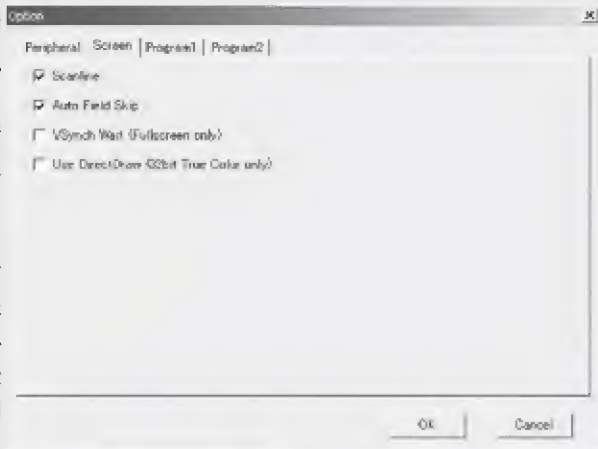 Option
Peripheral Screen Program1 Program2
Scanline
Auto Field Skip
VSynch Wait (Fullscreen only)
Use DirectDraw (32bit True Color only)
OK Cancel